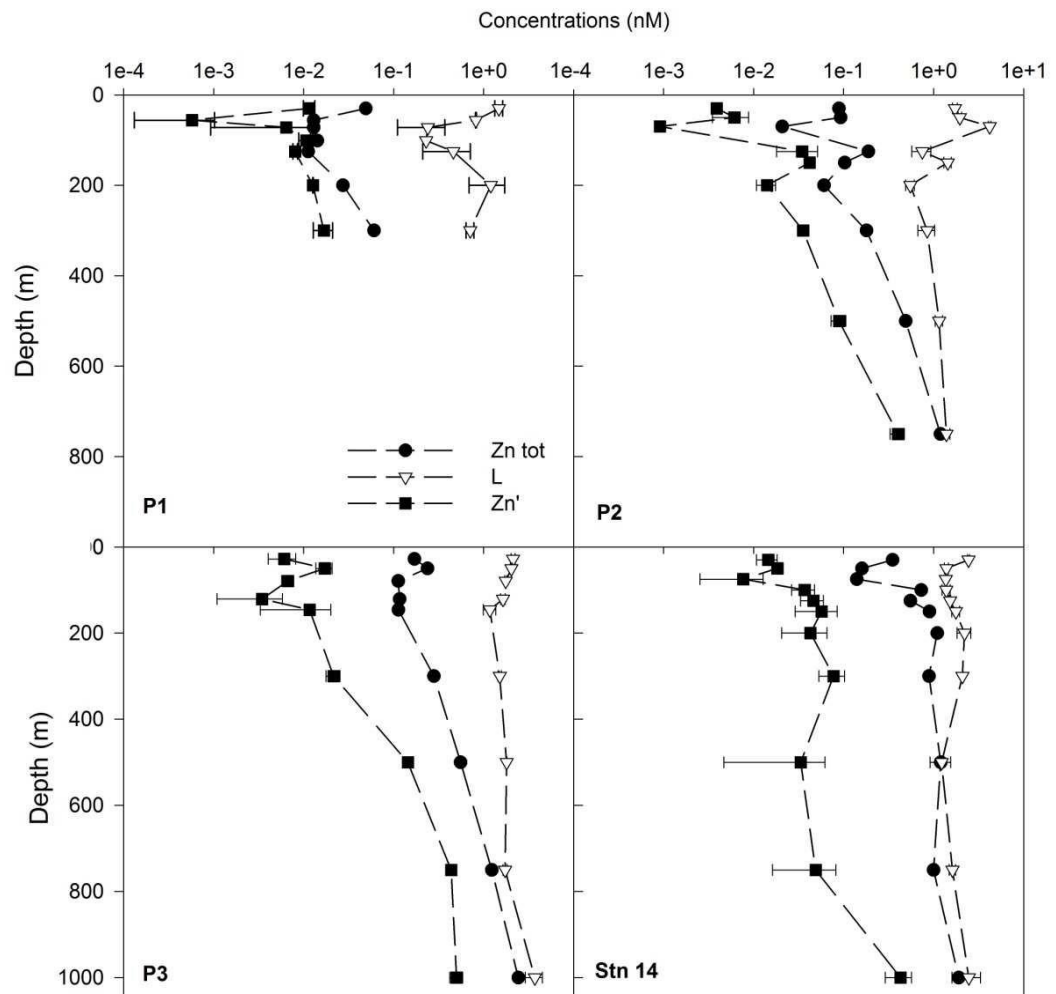 Concentrations (nM)
1e-4 1e-3 1e-2 1e-1 1e+0 1e-4 1e-3 1e-2 1e-1 1e+0 1e+1
0
200
400
600
800
Depth (m)
Zn tot
L
Zn'
P1
P2
0
200
400
600
800
1000
Depth (m)
P3
Stn 14